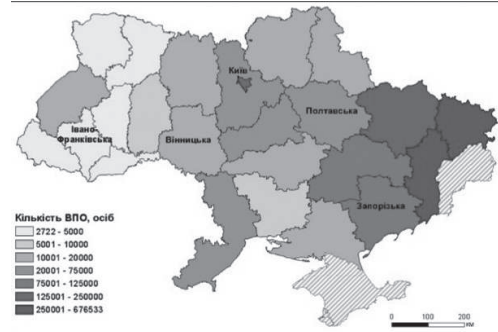 Київ
Полтавська
Івано-
Франківська
Вінницька
Запорізька
Кількість ВПО, осіб
2722 - 5000
5001 - 10000
10001 - 20000
20001 - 75000
75001 - 125000
125001 - 250000
250001 - 676533
0 100 200
КМ